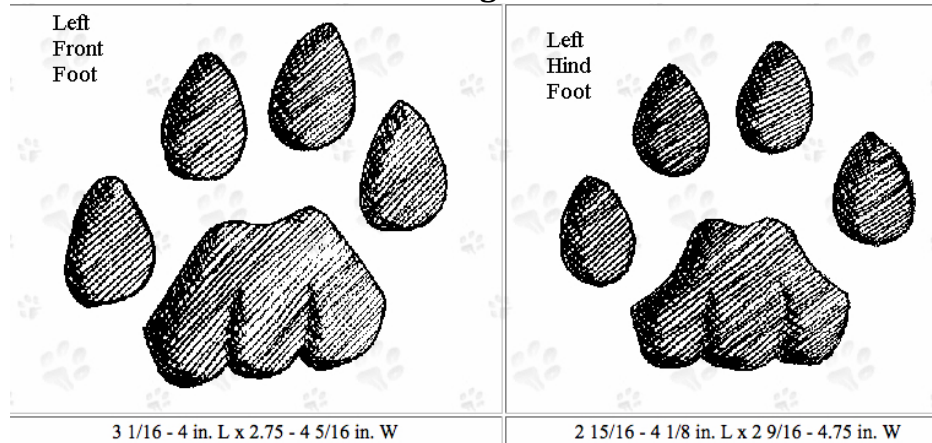 Left
Front
Foot
Left
Hind
Foot
3 1/16 - 4 in. L x 2.75 - 4 5/16 in. W
2 15/16 - 4 1/8 in. L x 2 9/16 - 4.75 in. W